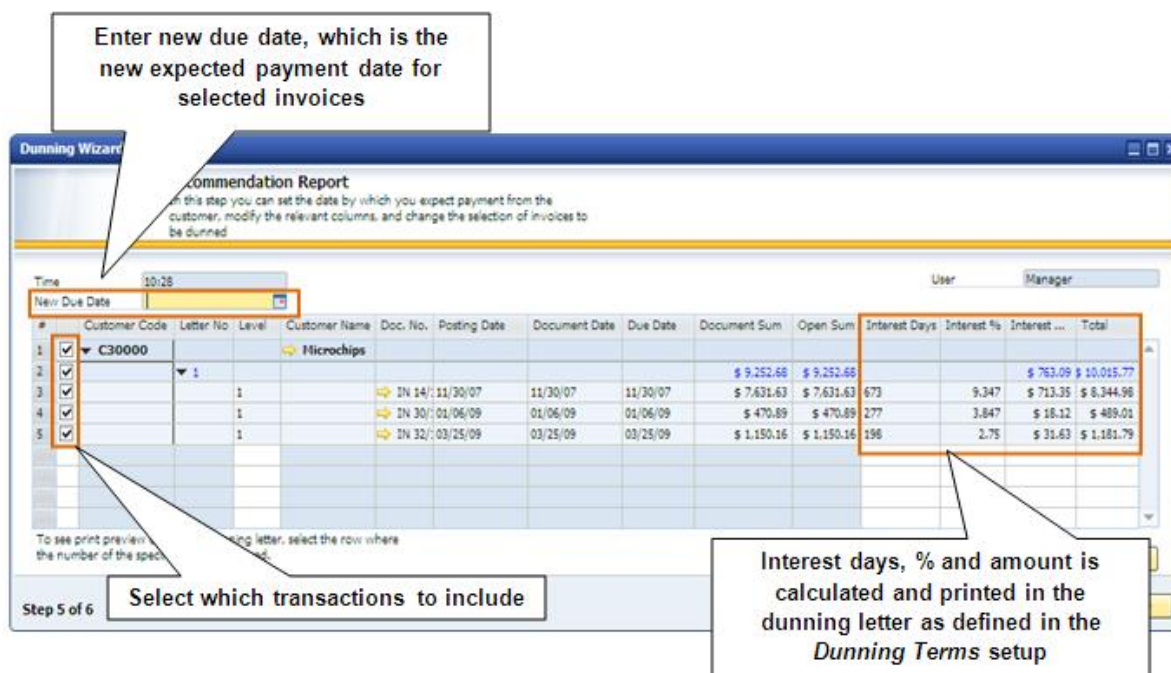 Enter new due date, which is the
new expected payment date for
selected invoices
Dunning Wizard
commendation Report
In this step you can set the date by which you expect payment from the
customer, modify the relevant columns, and change the selection of invoices to
be dunned
Time 10:28 User Manager
New Due Date
# Customer Code Letter No Level Customer Name Doc. No. Posting Date Document Date Due Date Document Sum Open Sum Interest Days Interest % Interest ... Total
1 C30000 Microchips
2 1 $ 9,252.68 $ 9,252.68 $ 763.09 $ 10,015.77
3 1 IN 14/ 11/30/07 11/30/07 11/30/07 $ 7,631.63 $ 7,631.63 673 9.347 $ 713.35 $ 8,344.98
4 1 IN 30/ 01/06/09 01/06/09 01/06/09 $ 470.89 $ 470.89 277 3.847 $ 18.12 $ 489.01
5 1 IN 32/ 03/25/09 03/25/09 03/25/09 $ 1,150.16 $ 1,150.16 198 2.75 $ 31.63 $ 1,181.79
To see print preview ning letter, select the row where
the number of the spec
Step 5 of 6
Select which transactions to include
Interest days, % and amount is
calculated and printed in the
dunning letter as defined in the
Dunning Terms setup